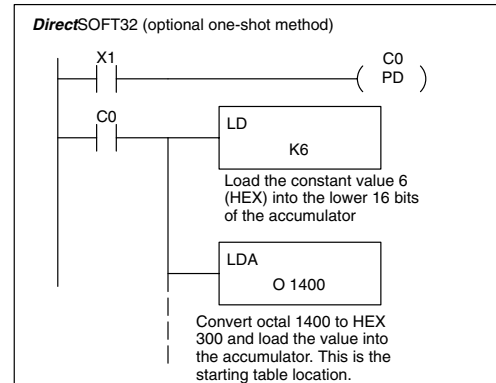 DirectSOFT32 (optional one-shot method)
X1
C0
PD
C0
LD
K6
Load the constant value 6
(HEX) into the lower 16 bits
of the accumulator
LDA
O 1400
Convert octal 1400 to HEX
300 and load the value into
the accumulator. This is the
starting table location.